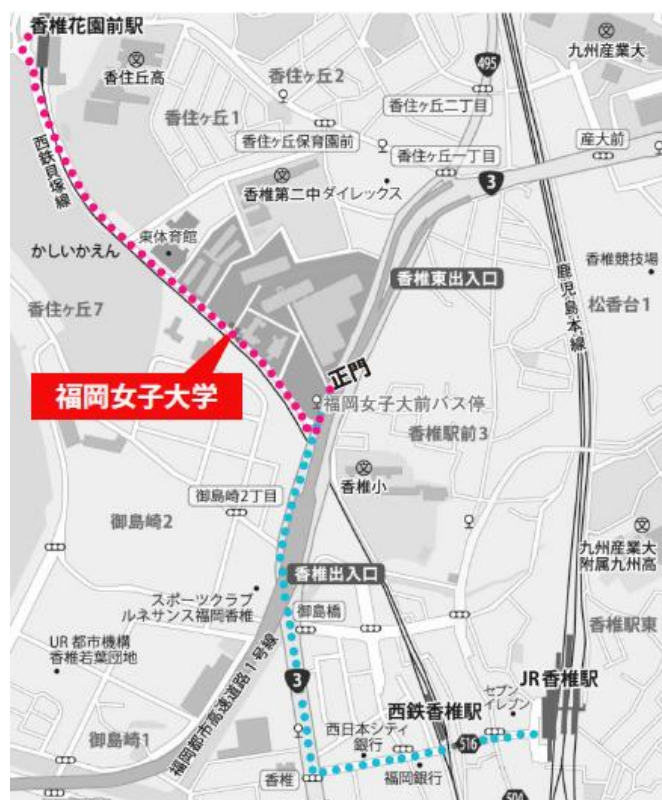 香椎花園前駅
香住丘高
九州産業大
香住ヶ丘2
495
香住ヶ丘二丁目
香住ヶ丘1
香住ヶ丘保育園前
産大前
香住ヶ丘一丁目
3
西鉄貝塚線
香椎第二中
ダイレックス
東体育館
かしいかえん
香椎東出入口
香椎競技場
鹿児島本線
松香台1
香住ヶ丘7
正門
福岡女子大学
福岡女子大前バス停
香椎駅前3
香椎小
御島崎2丁目
御島崎2
九州産業大
附属九州高
香椎出入口
スポーツクラブ
ルネサンス福岡香椎
御島橋
香椎駅東
UR都市機構
香椎若葉団地
福岡都市高速道路1号線
3
JR香椎駅
セブン
イレブン
西鉄香椎駅
御島崎1
西日本シティ
銀行
516
香椎
福岡銀行
504